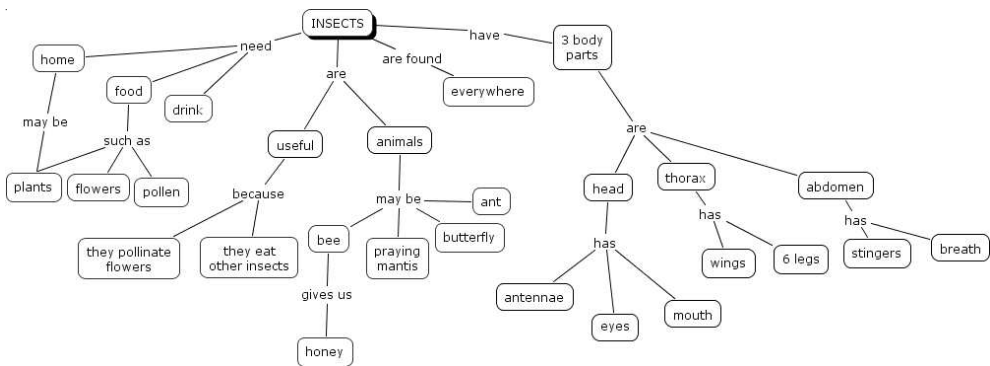 INSECTS
need
are
are found
have
home
food
drink
everywhere
3 body
parts
may be
such as
plants
flowers
pollen
useful
animals
because
they pollinate
flowers
they eat
other insects
may be
bee
praying
mantis
butterfly
ant
gives us
honey
are
head
thorax
abdomen
has
antennae
eyes
mouth
has
wings
6 legs
has
stingers
breath